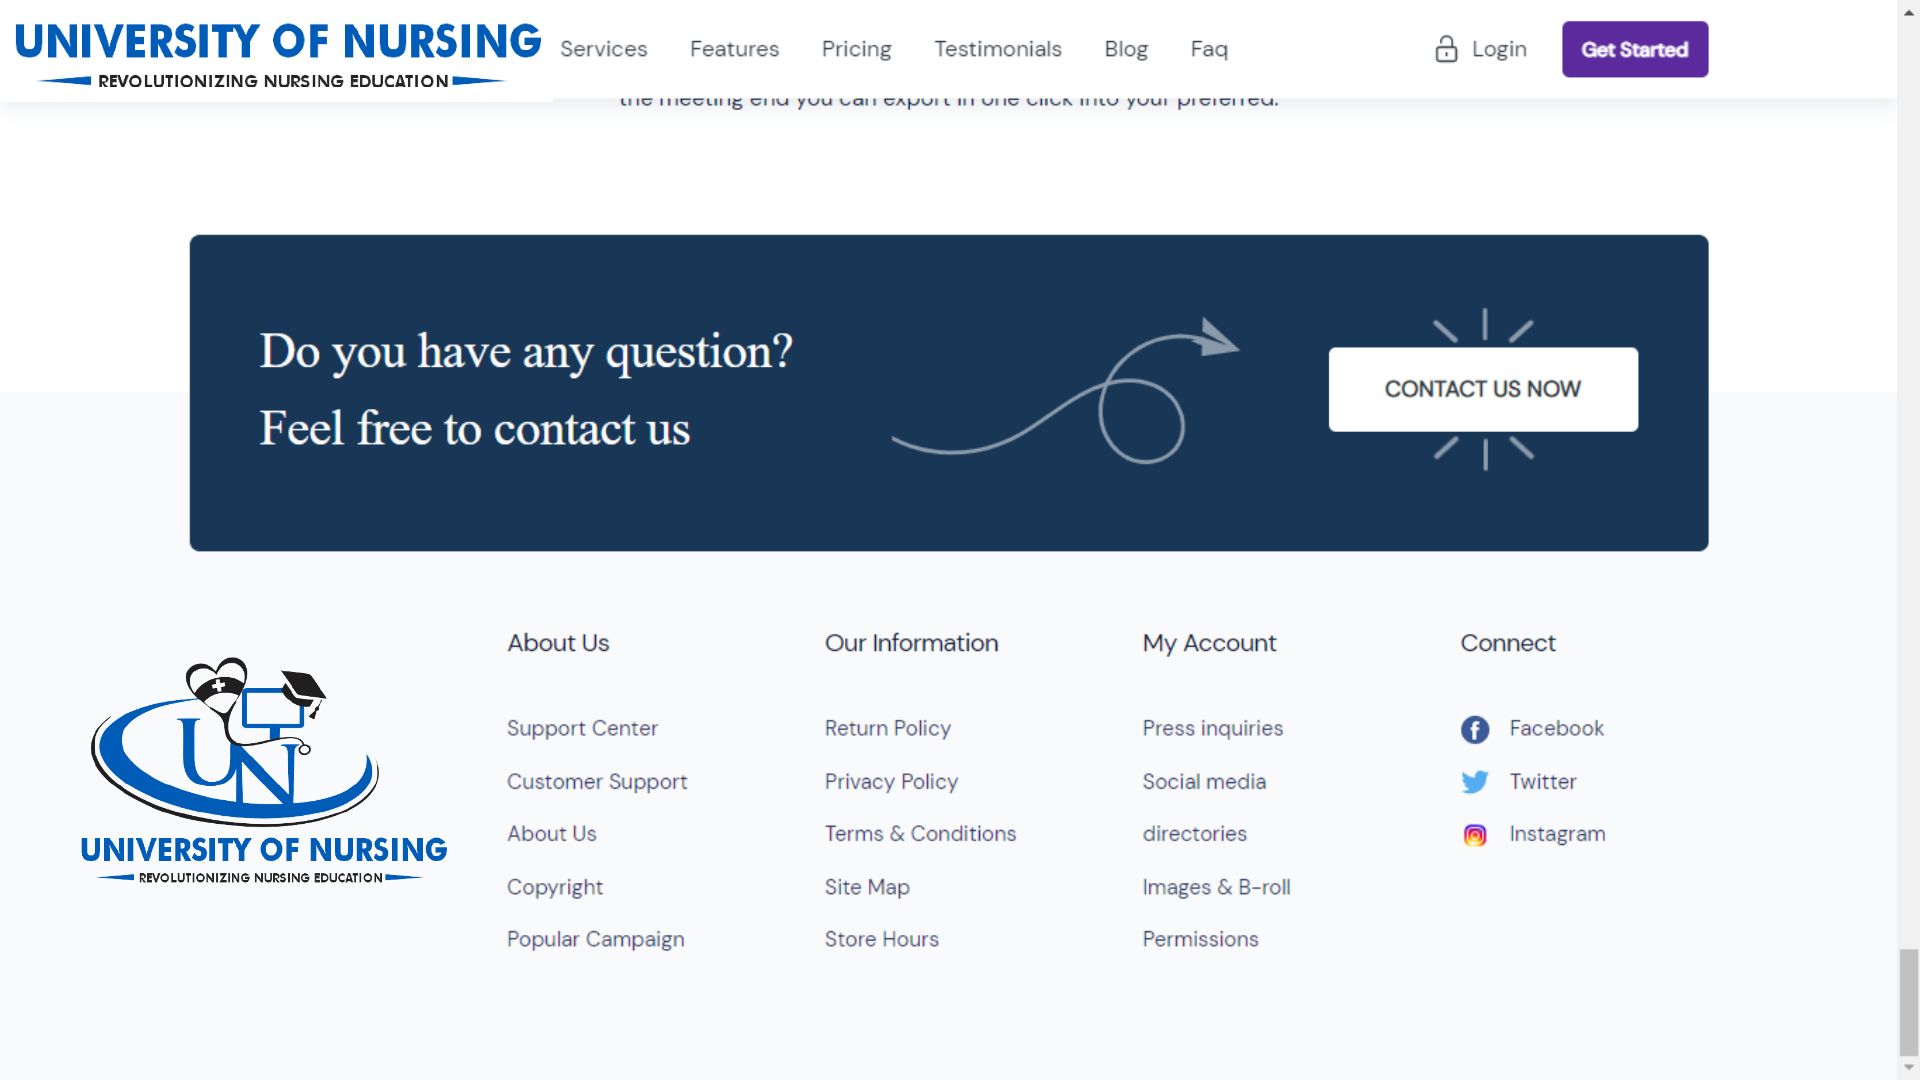 UNIVERSITY OF NURSING
REVOLUTIONIZING NURSING EDUCATION
Services Features Pricing Testimonials Blog Faq Login Get Started
the meeting end you can export in one click into your preferred.
Do you have any question?
Feel free to contact us
CONTACT US NOW
UN
UNIVERSITY OF NURSING
REVOLUTIONIZING NURSING EDUCATION
About Us
Support Center
Customer Support
About Us
Copyright
Popular Campaign
Our Information
Return Policy
Privacy Policy
Terms & Conditions
Site Map
Store Hours
My Account
Press inquiries
Social media
directories
Images & B-roll
Permissions
Connect
Facebook
Twitter
Instagram